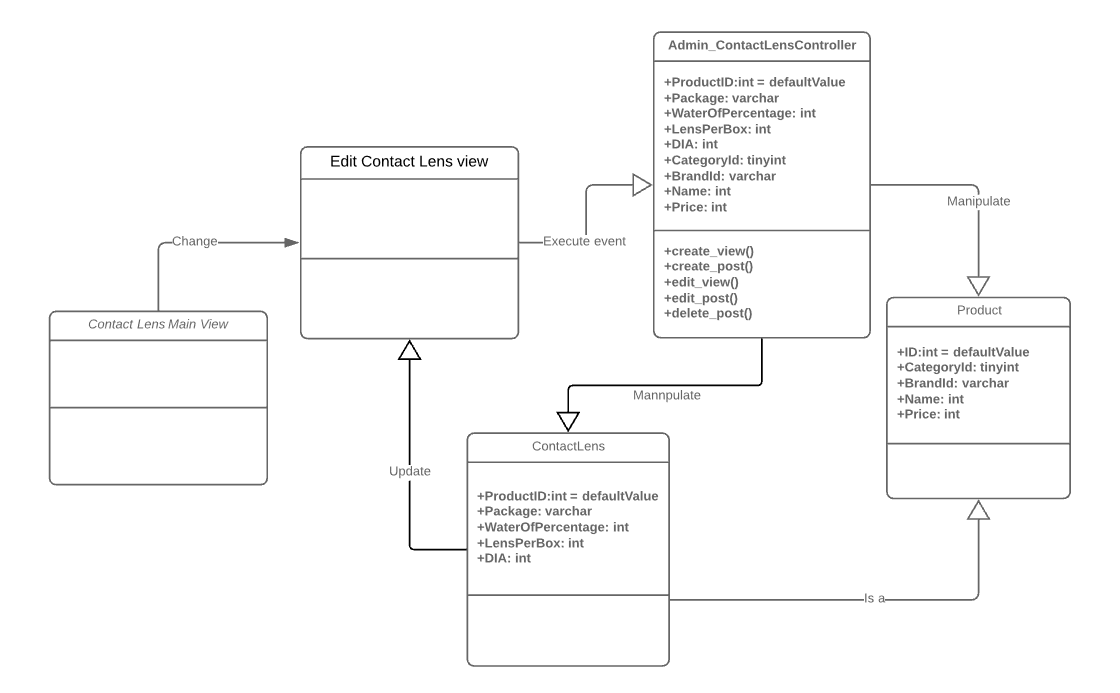 Admin_ContactLensController
+ProductID:int = defaultValue
+Package: varchar
+WaterOfPercentage: int
+LensPerBox: int
+DIA: int
+CategoryId: tinyint
+BrandId: varchar
+Name: int
+Price: int
+create_view()
+create_post()
+edit_view()
+edit_post()
+delete_post()
Edit Contact Lens view
Execute event
Manipulate
Change
Contact Lens Main View
Product
+ID:int = defaultValue
+CategoryId: tinyint
+BrandId: varchar
+Name: int
+Price: int
Mannpulate
ContactLens
+ProductID:int = defaultValue
+Package: varchar
+WaterOfPercentage: int
+LensPerBox: int
+DIA: int
Update
Is a